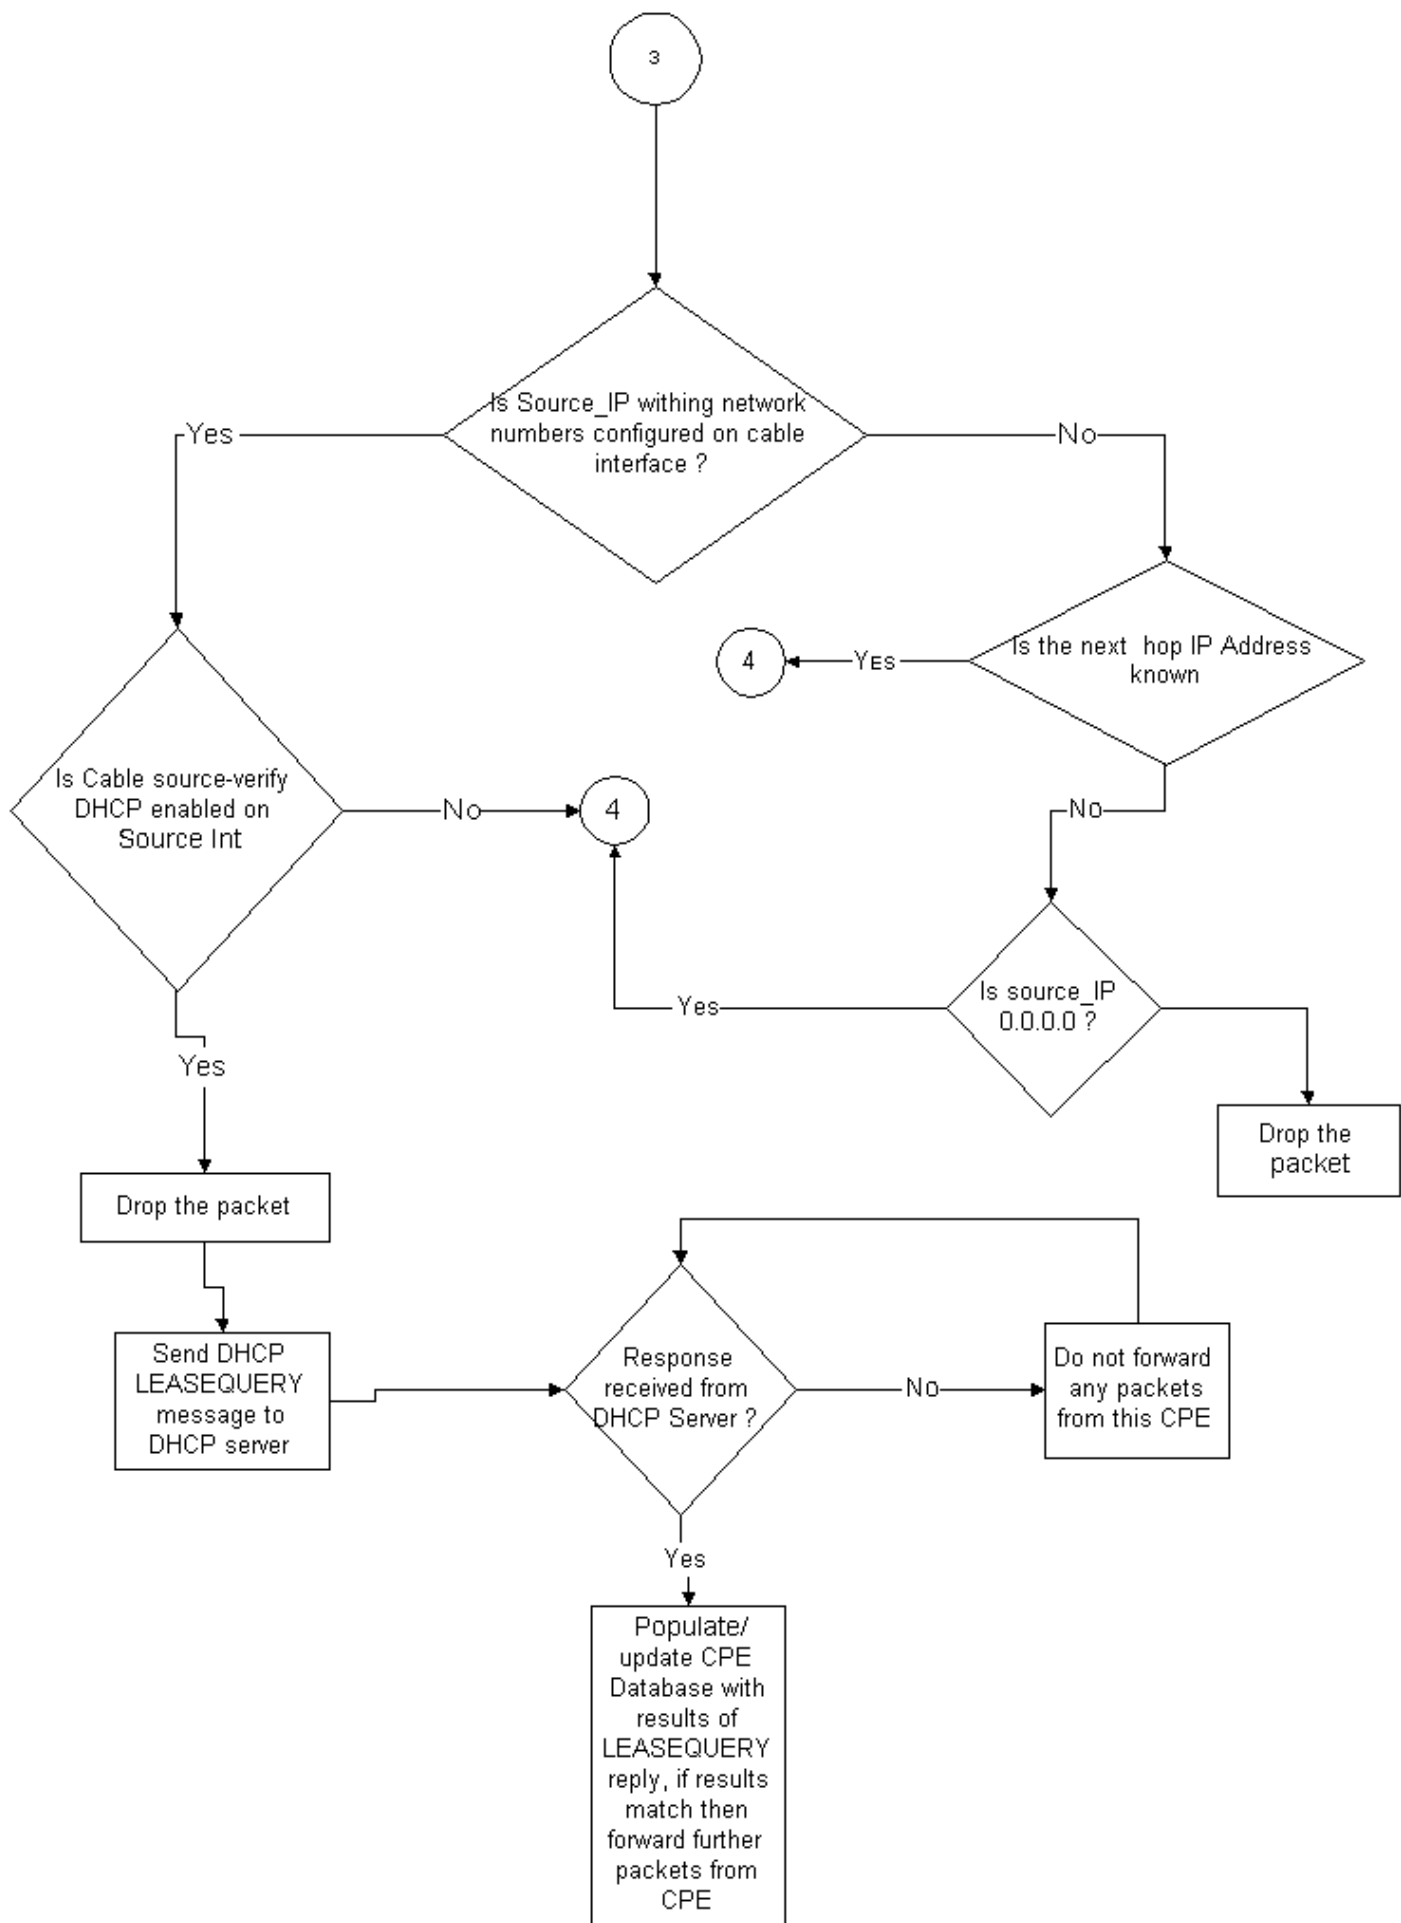 3
Is Source_IP withing network
numbers configured on cable
interface ?
Yes
No
Is the next hop IP Address
known
YES
4
Is Cable source-verify
DHCP enabled on
Source Int
No
4
No
Is source_IP
0.0.0.0 ?
Yes
Yes
Drop the
packet
Drop the packet
Send DHCP
LEASEQUERY
message to
DHCP server
Response
received from
DHCP Server ?
No
Do not forward
any packets
from this CPE
Yes
Populate/
update CPE
Database with
results of
LEASEQUERY
reply, if results
match then
forward further
packets from
CPE